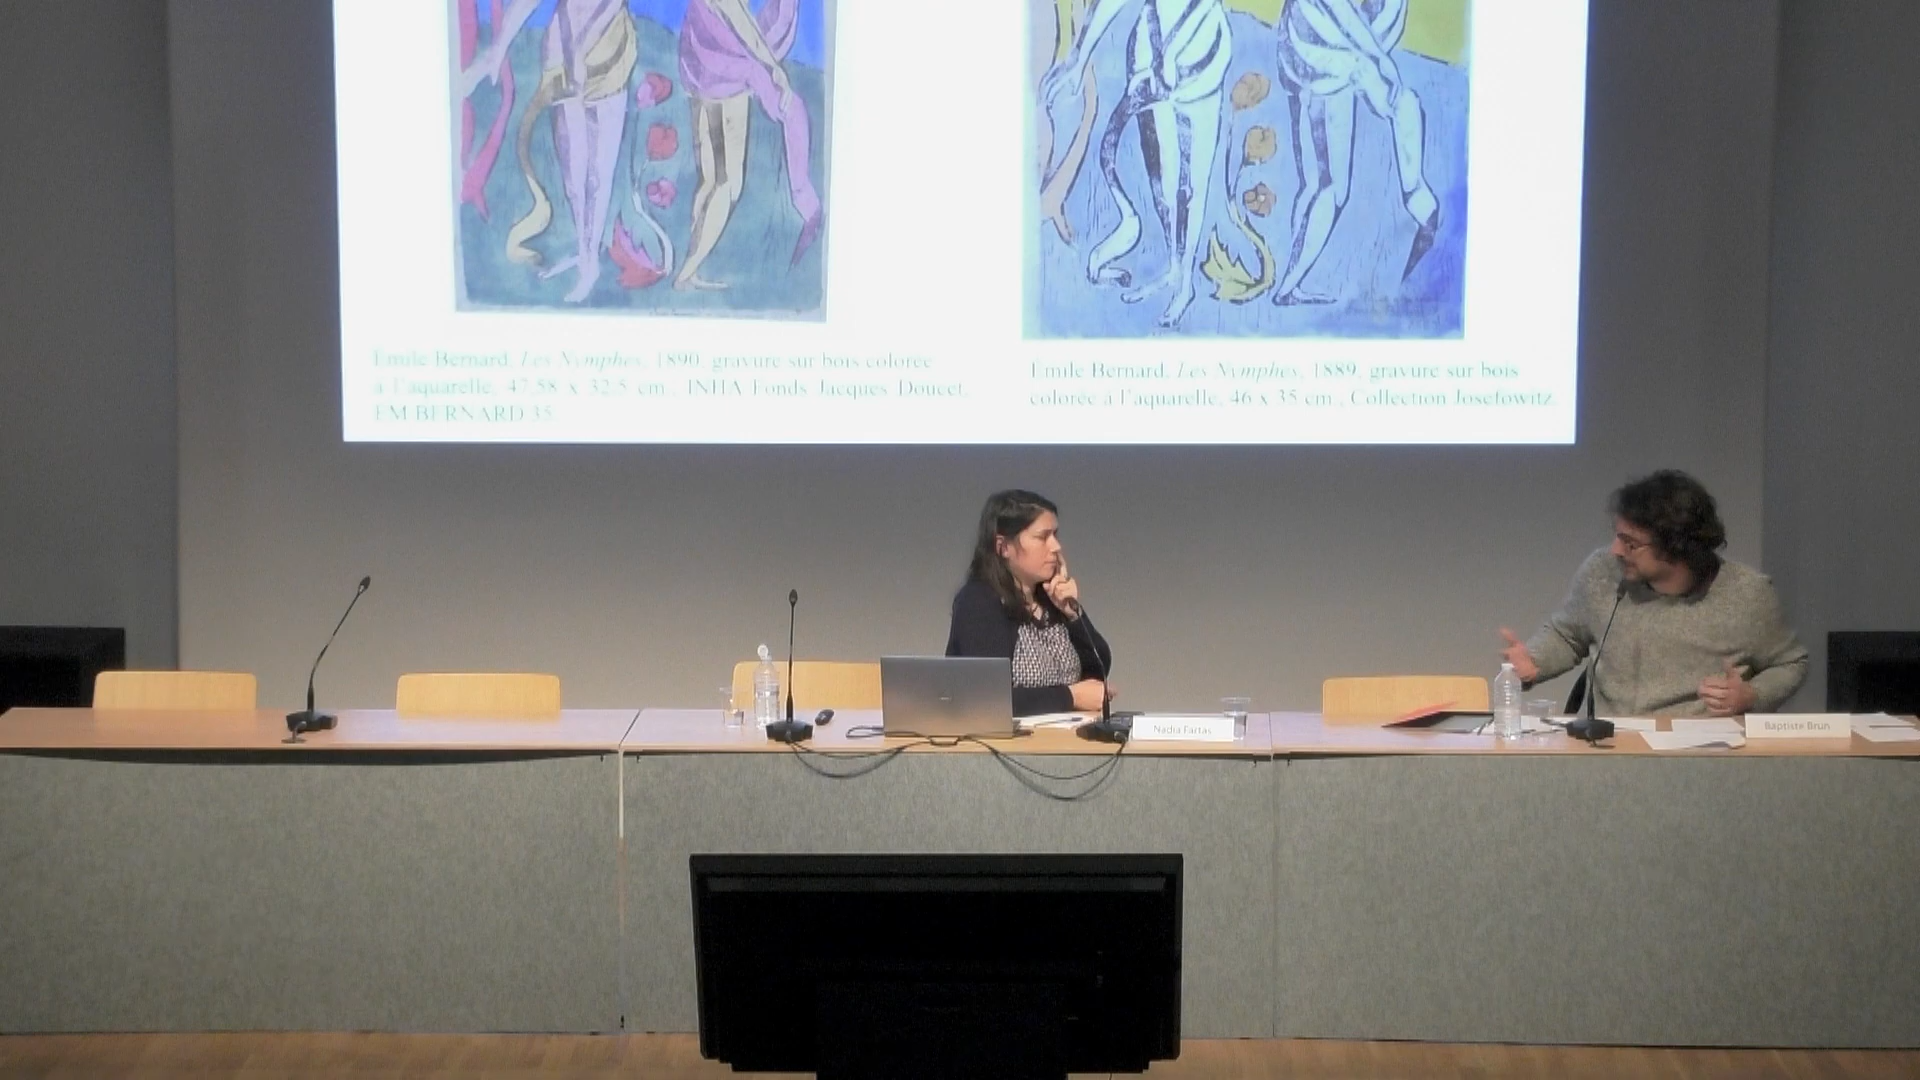 Emile Bernard, Les Nymphes, 1890, gravure sur bois colorée
à l'aquarelle, 47,58 x 32,5 cm., INHA Fonds Jacques Doucet,
EM BERNARD 35.
Emile Bernard, Les Nymphes, 1889, gravure sur bois
colorée à l'aquarelle, 46 x 35 cm., Collection Josefowitz.
Nadia Fartas
Baptiste Brun